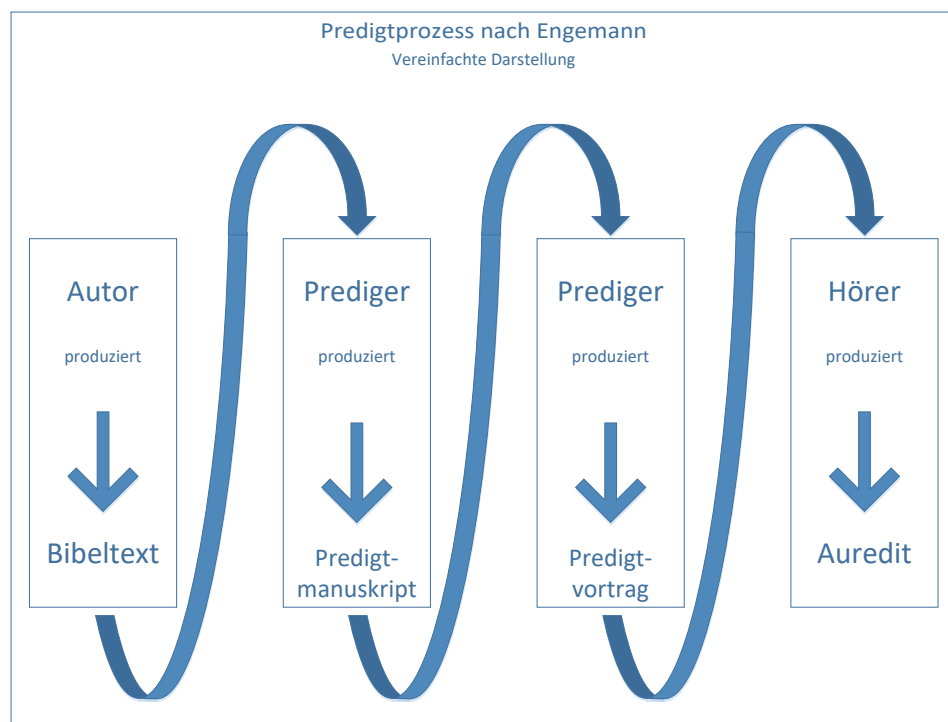 Predigtprozess nach Engemann
Vereinfachte Darstellung
Autor
produziert
Bibeltext
Prediger
produziert
Predigt-
manuskript
Prediger
produziert
Predigt-
vortrag
Hörer
produziert
Auredit